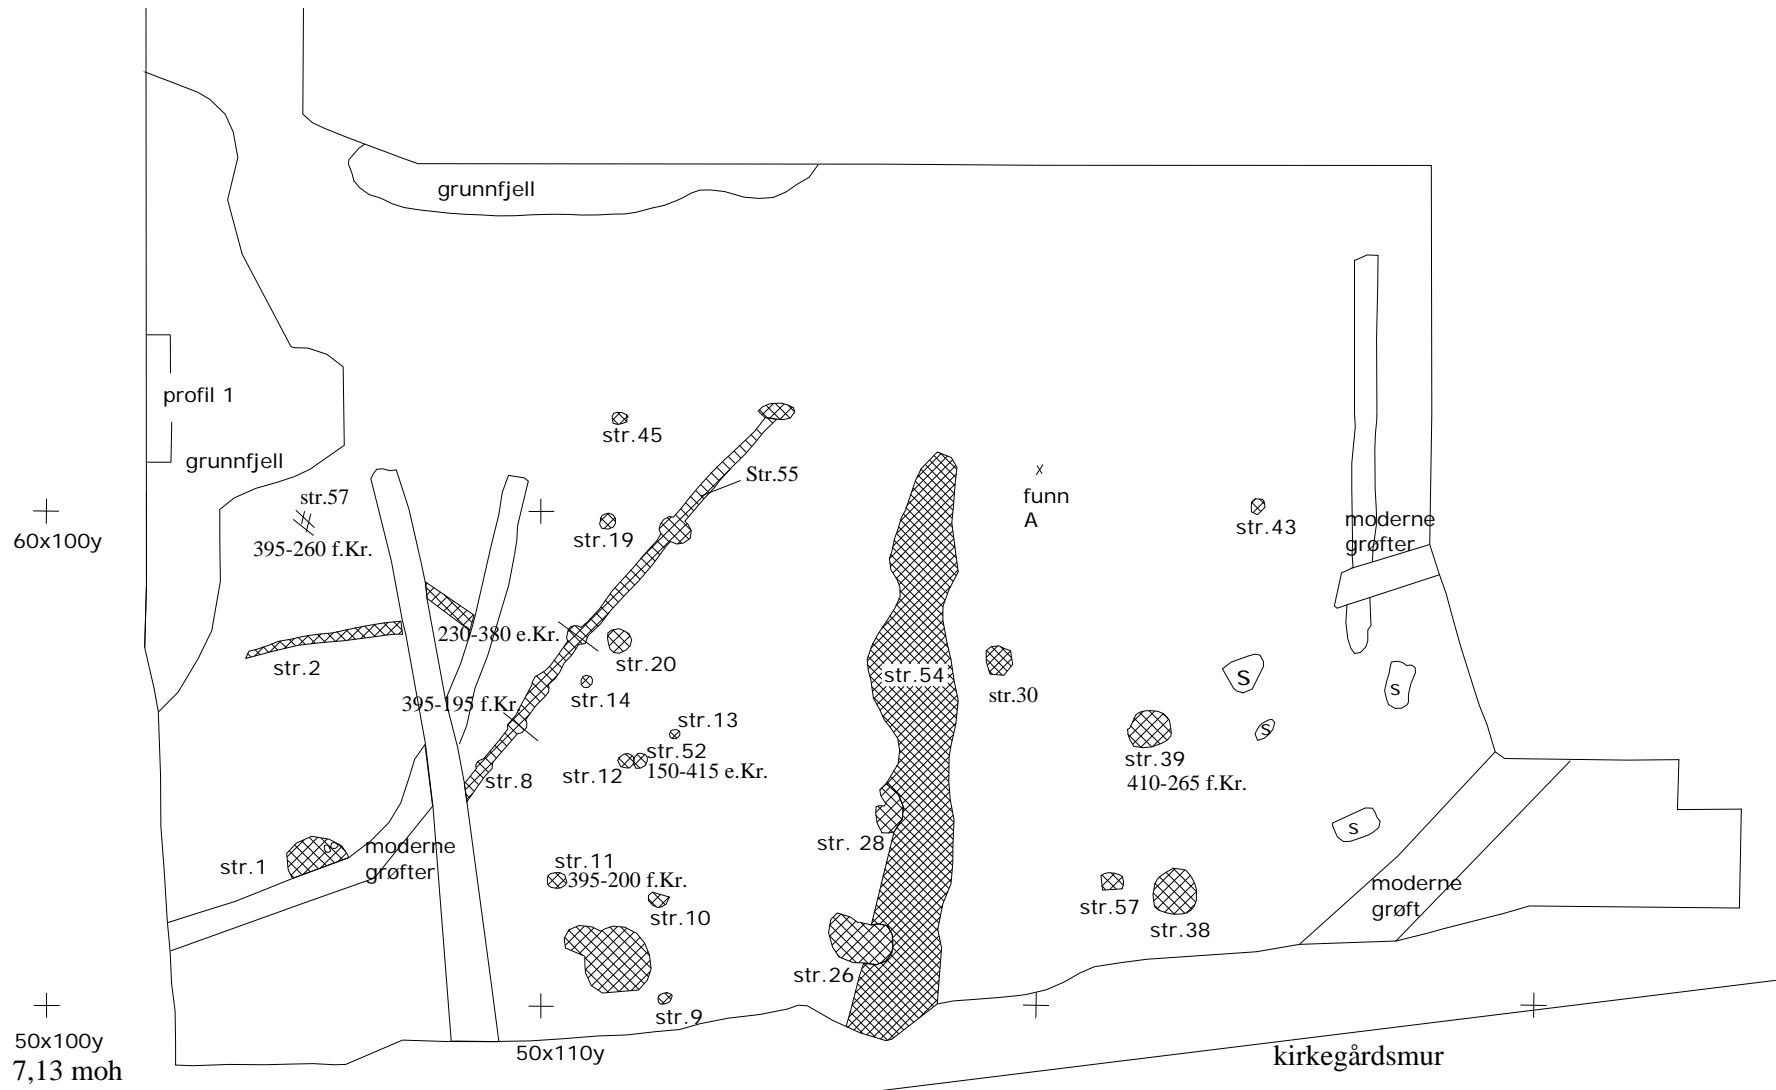 grunnfjell
profil 1
grunnfjell
str.45
Str.55
str.57
395-260 f.Kr.
60x100y
str.19
funn
A
str.43
moderne
grøfter
230-380 e.Kr.
str.2
str.20
str.54
str.30
S
S
395-195 f.Kr.
str.14
str.13
str.52
150-415 e.Kr.
str.12
str.8
str.39
410-265 f.Kr.
S
S
str.1
moderne
grøfter
str. 28
str.11
395-200 f.Kr.
str.10
str.57
str.38
moderne
grøft
str.26
str.9
50x100y
7,13 moh
50x110y
kirkegårdsmur